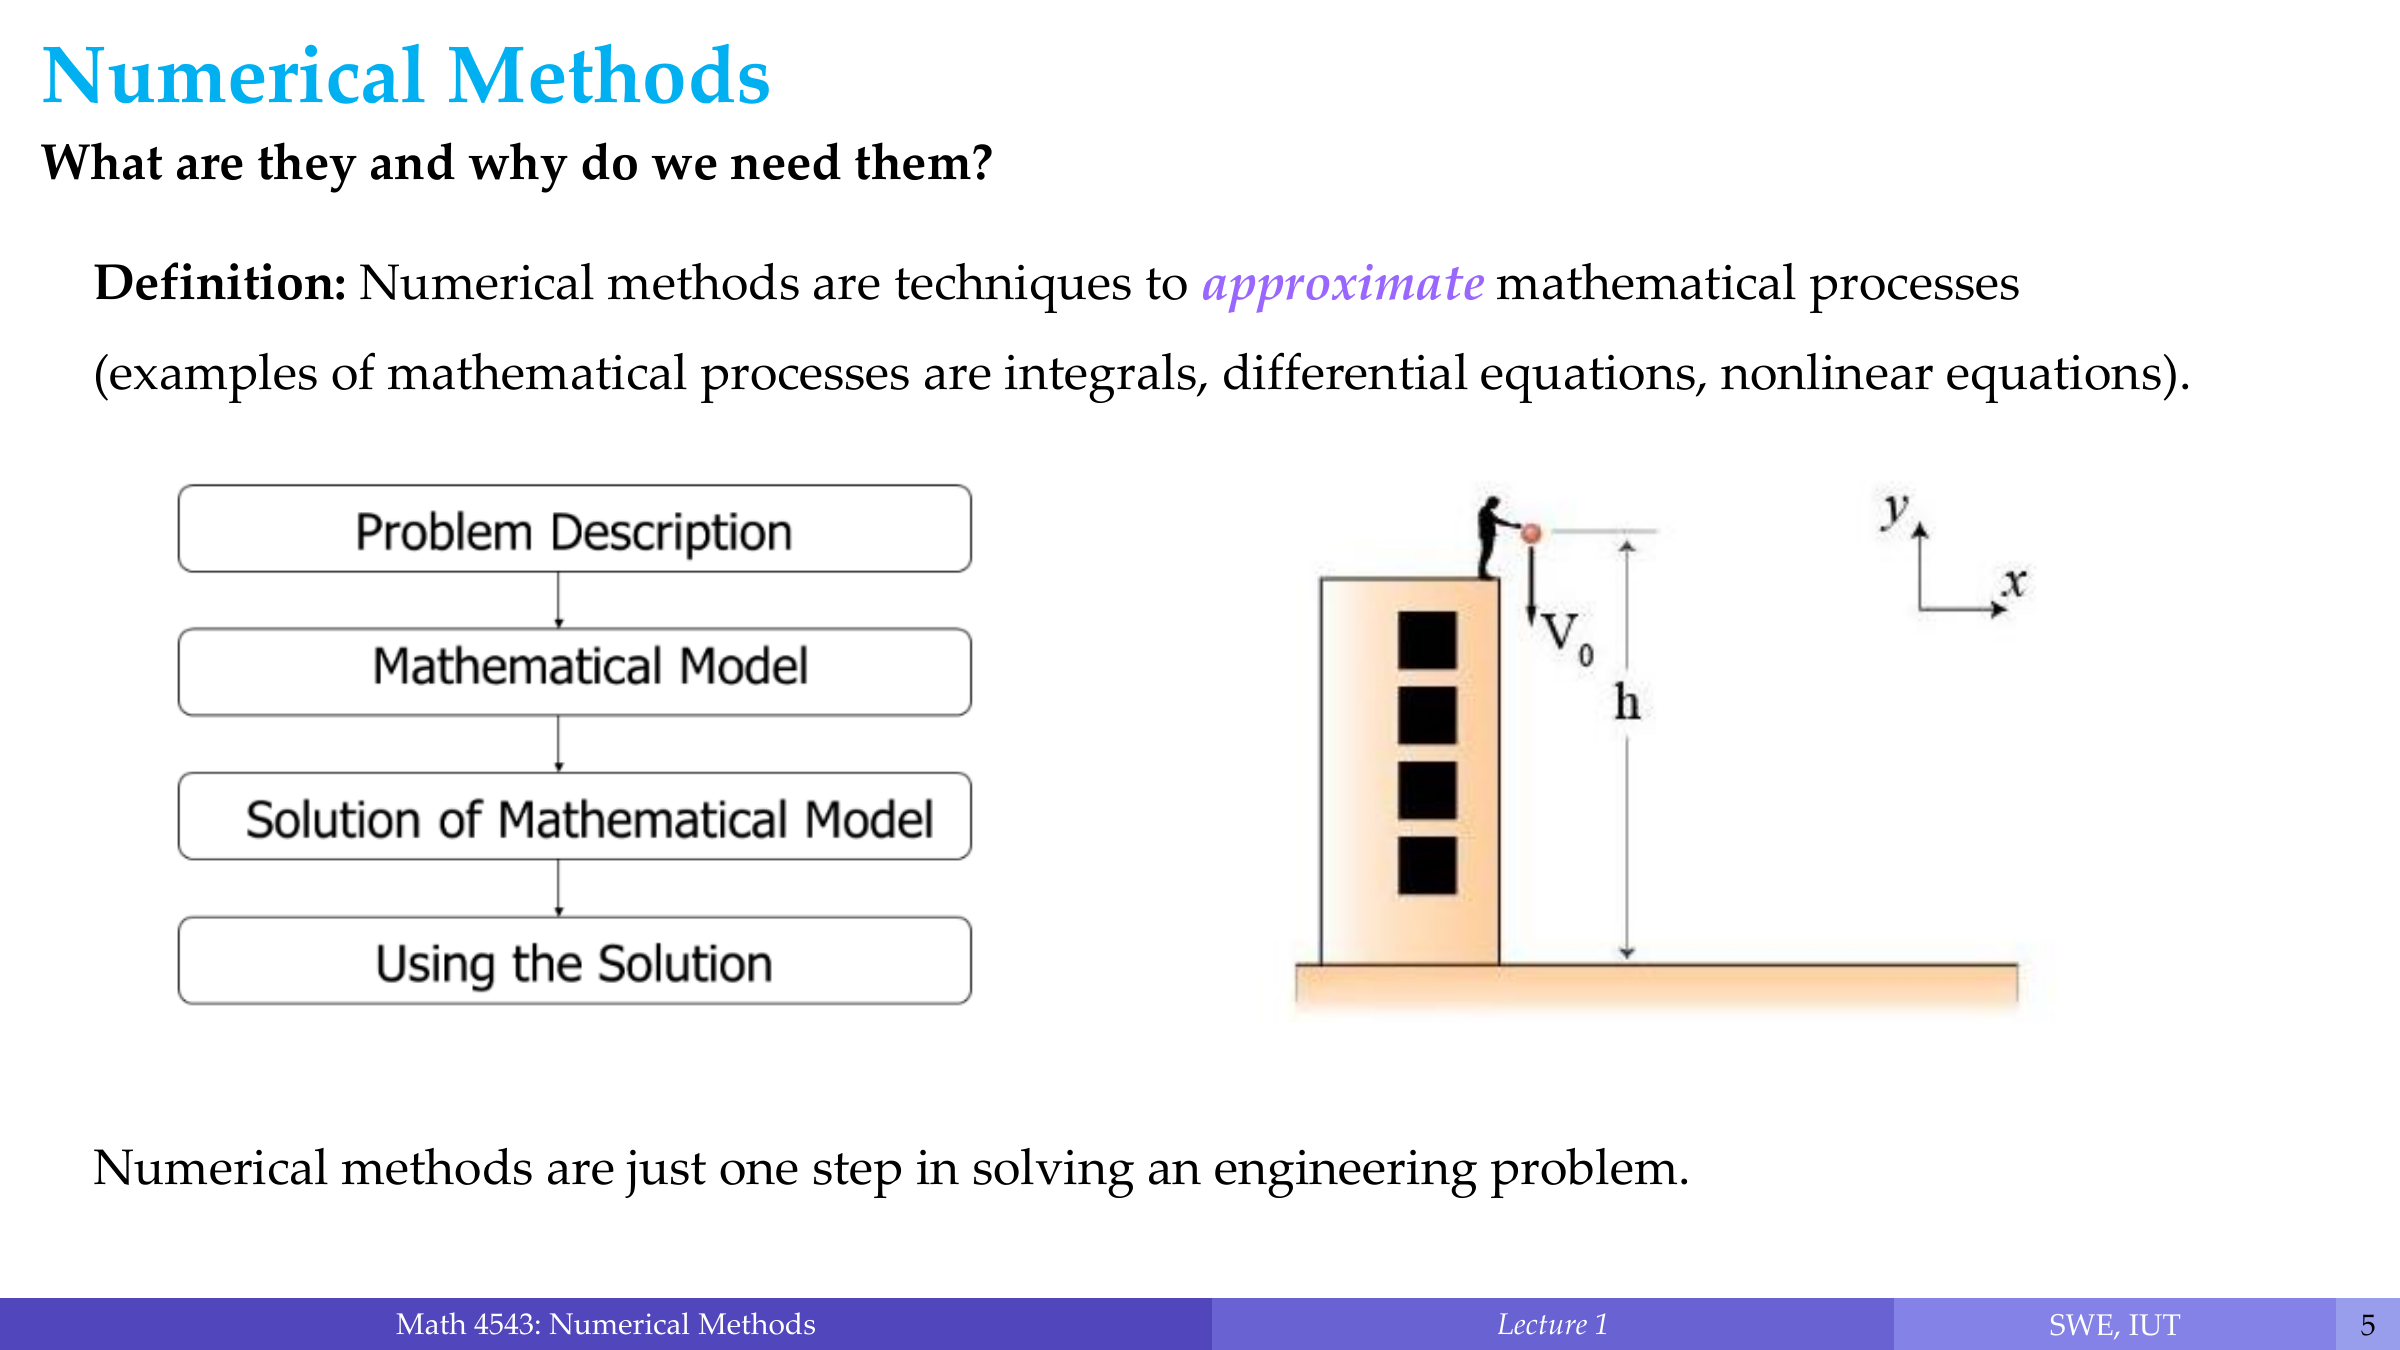 Numerical Methods
What are they and why do we need them?
Definition: Numerical methods are techniques to approximate mathematical processes
(examples of mathematical processes are integrals, differential equations, nonlinear equations).
Problem Description
Mathematical Model
Solution of Mathematical Model
Using the Solution
V0
h
y
x
Numerical methods are just one step in solving an engineering problem.
Math 4543: Numerical Methods
Lecture 1
SWE, IUT
5